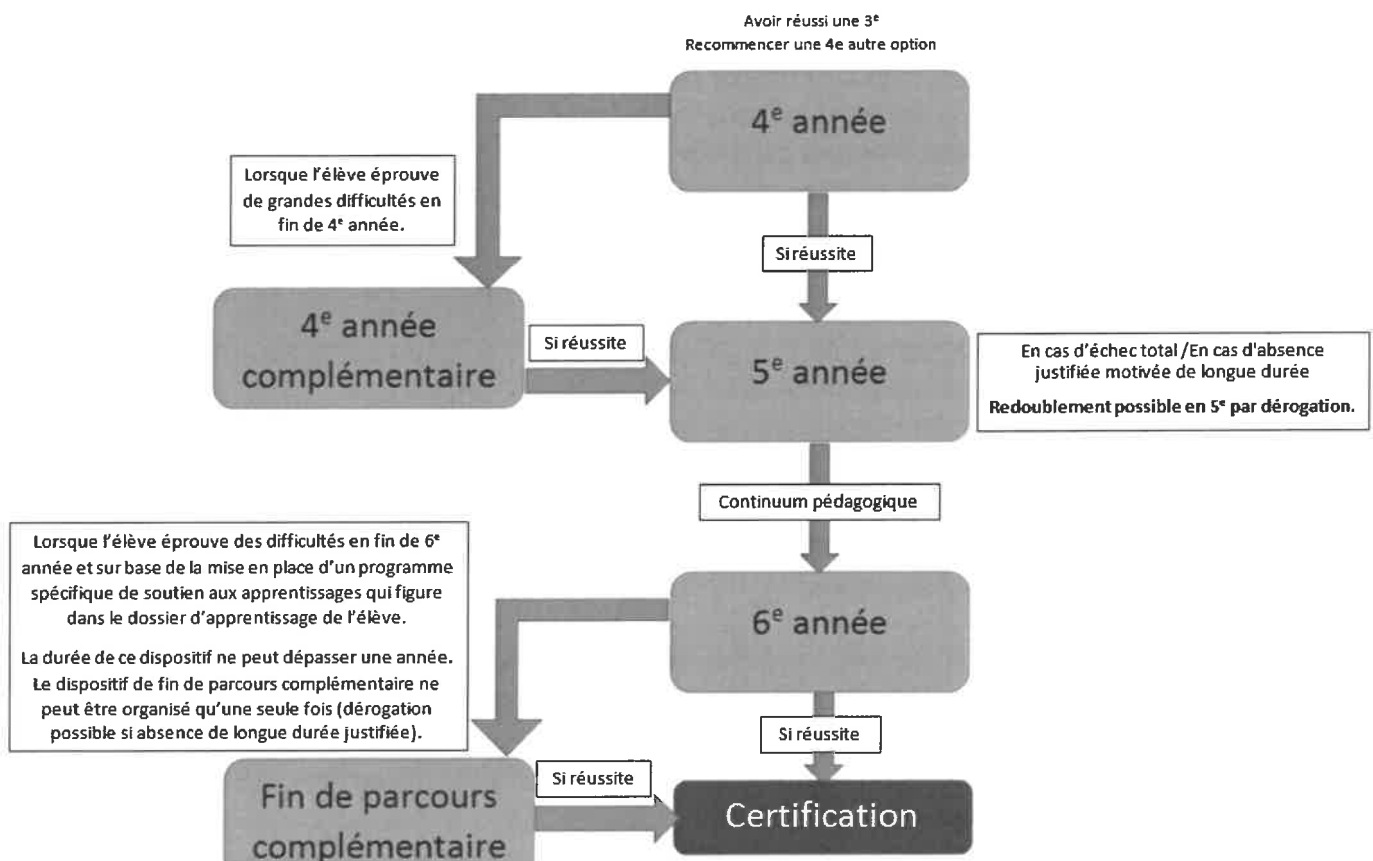 Avoir réussi une 3ᵉ
Recommencer une 4e autre option
4ᵉ année
Lorsque l'élève éprouve
de grandes difficultés en
fin de 4ᵉ année.
Si réussite
4ᵉ année
complémentaire
Si réussite
5ᵉ année
En cas d'échec total /En cas d'absence
justifiée motivée de longue durée
Redoublement possible en 5ᵉ par dérogation.
Continuum pédagogique
Lorsque l'élève éprouve des difficultés en fin de 6ᵉ
année et sur base de la mise en place d'un programme
spécifique de soutien aux apprentissages qui figure
dans le dossier d'apprentissage de l'élève.
La durée de ce dispositif ne peut dépasser une année.
Le dispositif de fin de parcours complémentaire ne
peut être organisé qu'une seule fois (dérogation
possible si absence de longue durée justifiée).
6ᵉ année
Si réussite
Fin de parcours
complémentaire
Si réussite
Certification